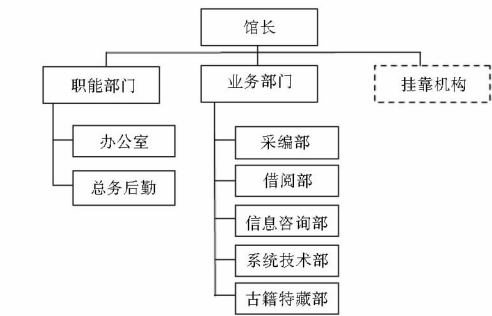 馆长
职能部门
业务部门
挂靠机构
办公室
总务后勤
采编部
借阅部
信息咨询部
系统技术部
古籍特藏部